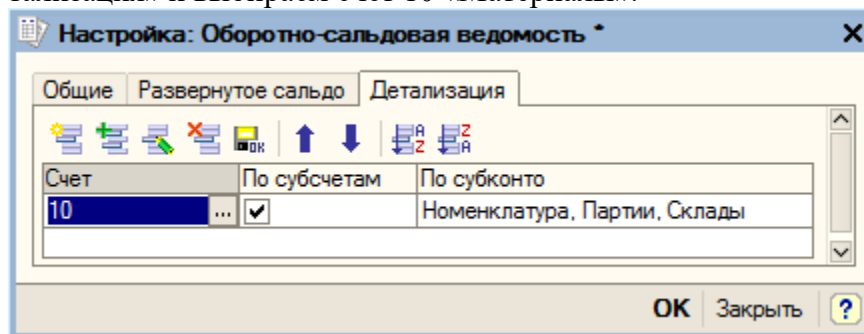 Настройка: Оборотно-сальдовая ведомость *
Общие Развернутое сальдо Детализация
Счет По субсчетам По субконто
10 ... Номенклатура, Партии, Склады
OK Закрыть ?